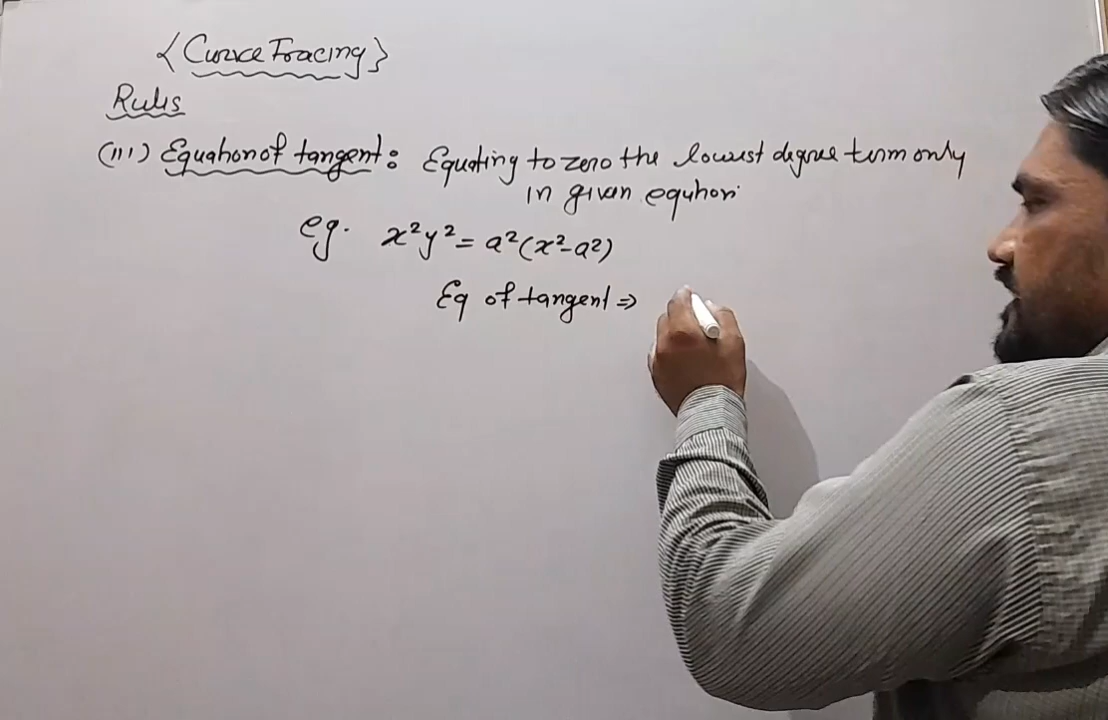 {Curve Tracing}
Rules
(III) Equation of tangent: Equating to zero the lowest degree term only
in given equation
eg. x²y² = a²(x²-a²)
Eq of tangent ⇒